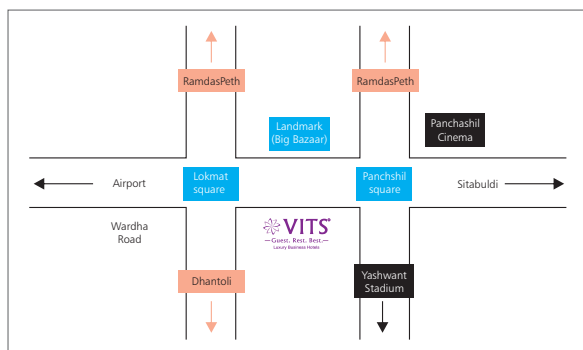 RamdasPeth
RamdasPeth
Landmark
(Big Bazaar)
Panchashil
Cinema
Airport
Lokmat
square
Panchshil
square
Sitabuldi
Wardha
Road
VITS®
Guest. Rest. Best.
Luxury Business Hotels
Dhantoli
Yashwant
Stadium